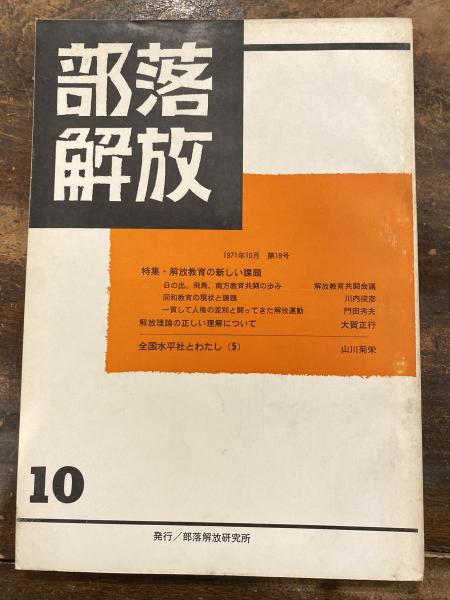 部落
解放
1971年10月 第19号
特集・解放教育の新しい課題
日の出、飛鳥、南方教育共闘の歩み 解放教育共闘会議
同和教育の現状と課題 川内俊彦
一貫して人権の差別と闘ってきた解放運動 門田秀夫
解放理論の正しい理解について 大賀正行
全国水平社とわたし（5） 山川菊栄
10
発行／部落解放研究所